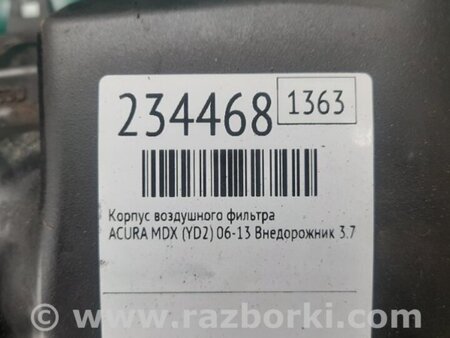 234468 1363
Корпус воздушного фильтра
ACURA MDX (YD2) 06-13 Внедорожник 3.7
© www.razborki.com